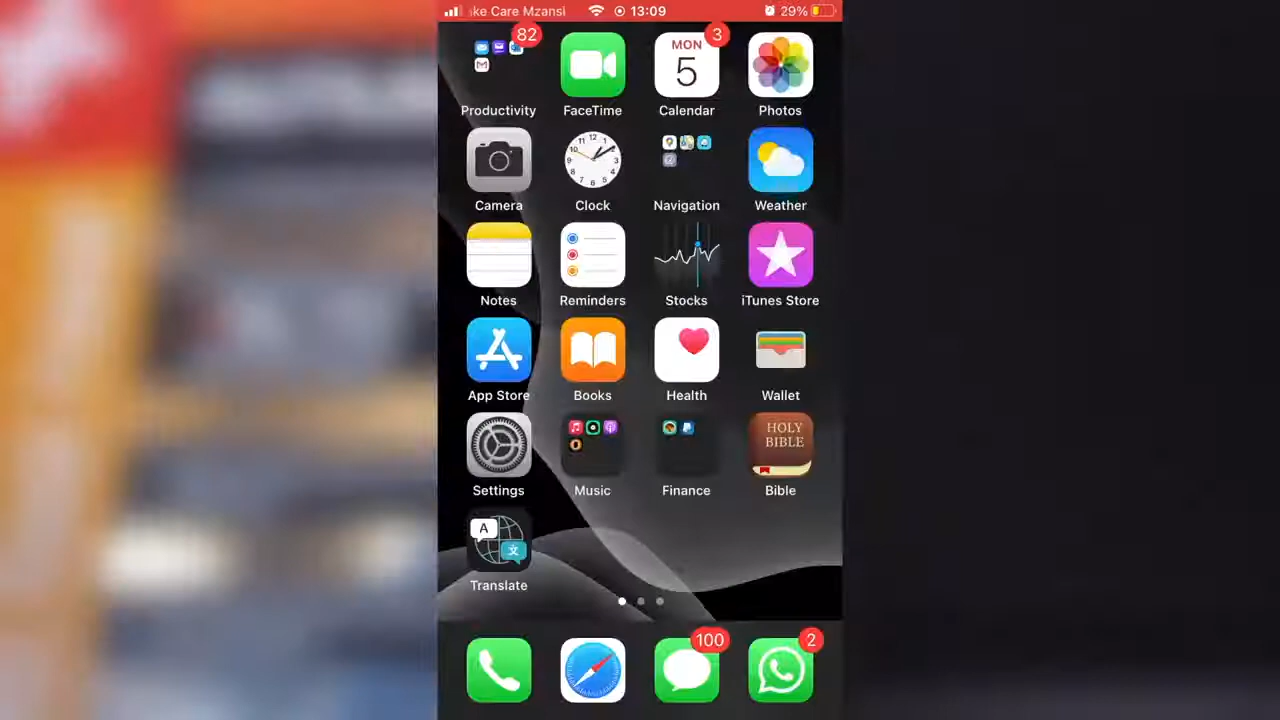 ke Care Mzansi 13:09 29%
82 3
MON
5
Productivity FaceTime Calendar Photos
Camera Clock Navigation Weather
Notes Reminders Stocks iTunes Store
App Store Books Health Wallet
HOLY
BIBLE
Settings Music Finance Bible
A
文
Translate
100 2